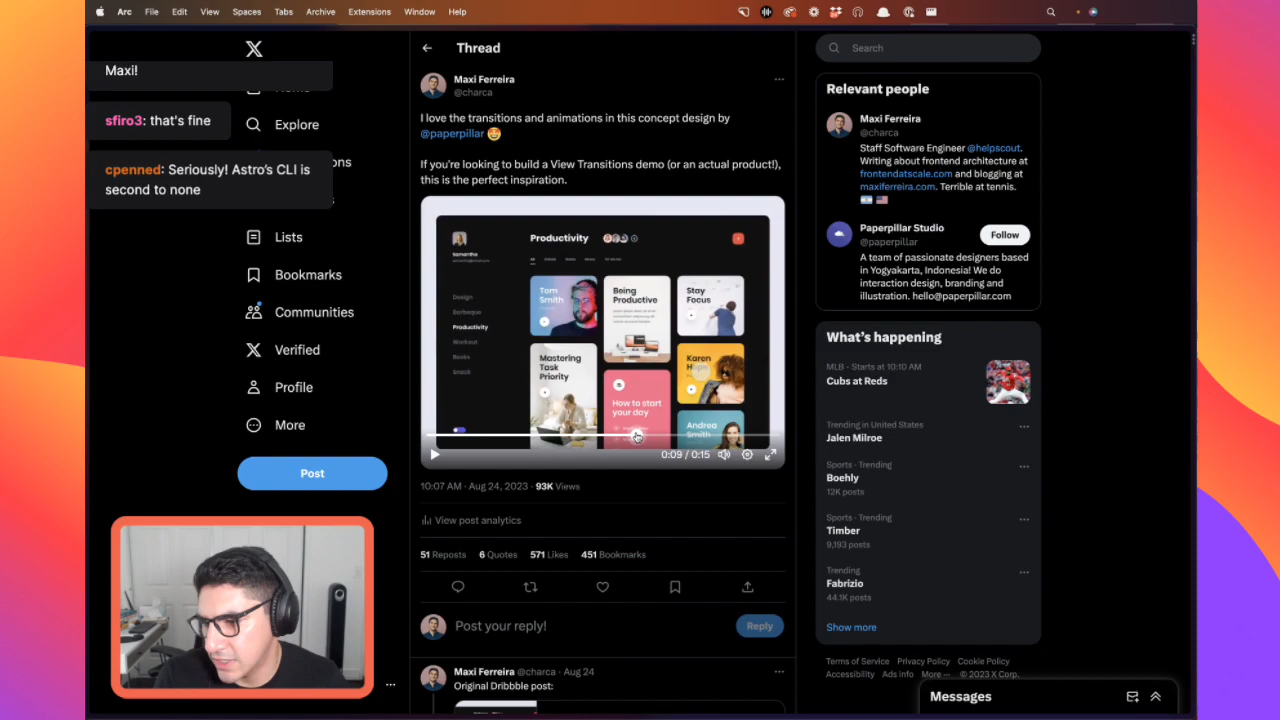 Arc File Edit View Spaces Tabs Archive Extensions Window Help
Maxi!
sfiro3: that's fine
cpenned: Seriously! Astro's CLI is
second to none
Explore
Lists
Bookmarks
Communities
Verified
Profile
More
Post
Thread
Maxi Ferreira
@charca
I love the transitions and animations in this concept design by
@paperpillar 🤩
If you're looking to build a View Transitions demo (or an actual product!),
this is the perfect inspiration.
Samantha
Productivity
Design
Barbeque
Productivity
Workout
Books
Snack
Tom
Smith
Being
Productive
Stay
Focus
Mastering
Task
Priority
How to start
your day
Karen
Andrea
Smith
0:09 / 0:15
10:07 AM · Aug 24, 2023 · 93K Views
View post analytics
51 Reposts 6 Quotes 571 Likes 451 Bookmarks
Post your reply!
Reply
Maxi Ferreira @charca · Aug 24
Original Dribbble post:
Search
Relevant people
Maxi Ferreira
@charca
Staff Software Engineer @helpscout.
Writing about frontend architecture at
frontendatscale.com and blogging at
maxiferreira.com. Terrible at tennis.
🇦🇷 🇺🇸
Paperpillar Studio
@paperpillar
Follow
A team of passionate designers based
in Yogyakarta, Indonesia! We do
interaction design, branding and
illustration. hello@paperpillar.com
What's happening
MLB · Starts at 10:10 AM
Cubs at Reds
Trending in United States
Jalen Milroe
Sports · Trending
Boehly
12K posts
Sports · Trending
Timber
9,193 posts
Trending
Fabrizio
44.1K posts
Show more
Terms of Service Privacy Policy Cookie Policy
Accessibility Ads info More ··· © 2023 X Corp.
Messages